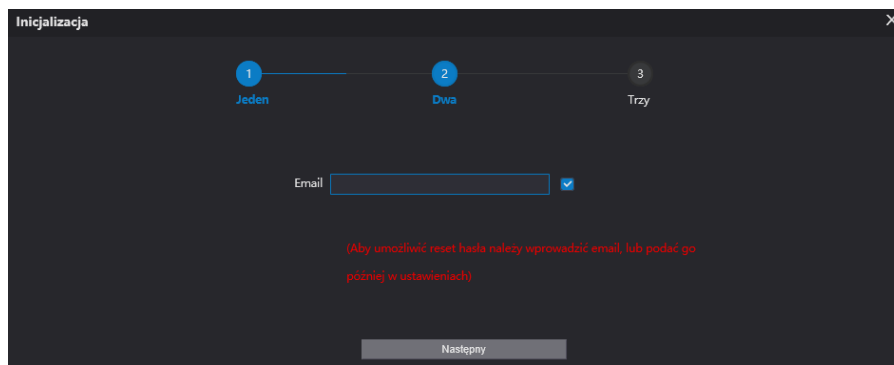 Inicjalizacja
1
2
3
Jeden
Dwa
Trzy
Email
(Aby umożliwić reset hasła należy wprowadzić email, lub podać go
później w ustawieniach)
Następny